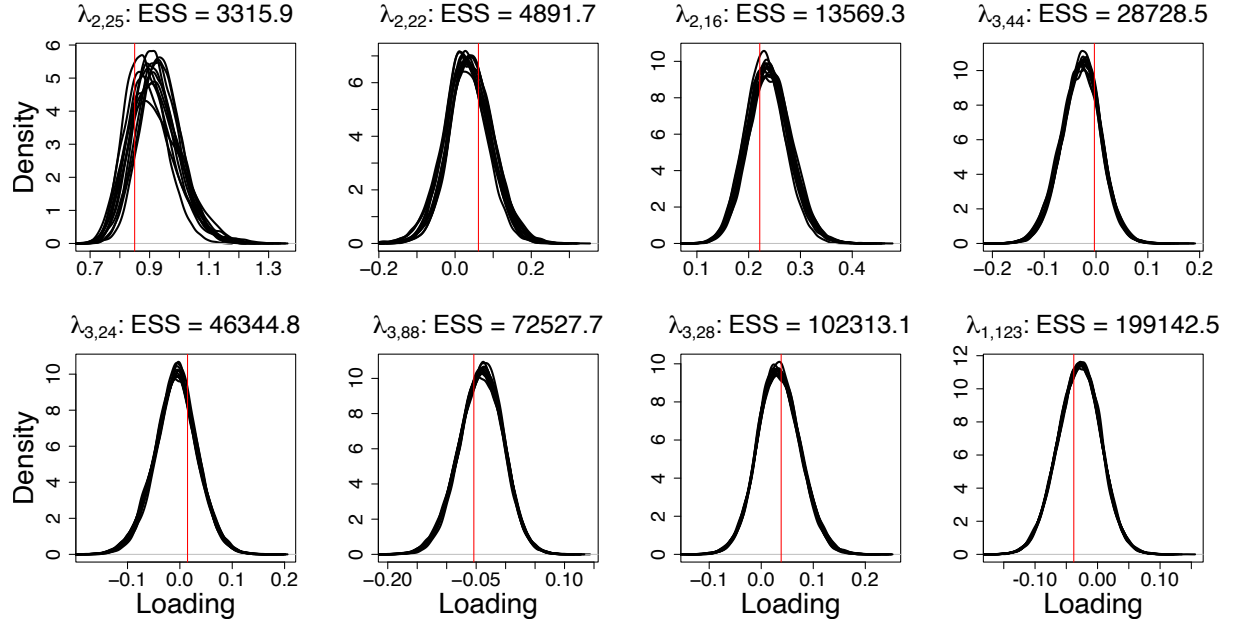 λ2,25: ESS = 3315.9
λ2,22: ESS = 4891.7
λ2,16: ESS = 13569.3
λ3,44: ESS = 28728.5
Density
6
5
4
3
2
1
0
0.7 0.9 1.1 1.3
6
4
2
0
−0.2 0.0 0.2
10
8
6
4
2
0
0.1 0.2 0.3 0.4
10
8
6
4
2
0
−0.2 -0.1 0.0 0.1 0.2
λ3,24: ESS = 46344.8
λ3,88: ESS = 72527.7
λ3,28: ESS = 102313.1
λ1,123: ESS = 199142.5
Density
10
8
6
4
2
0
−0.1 0.0 0.1 0.2
Loading
10
8
6
4
2
0
−0.20 −0.05 0.10
Loading
10
8
6
4
2
0
−0.1 0.0 0.1 0.2
Loading
12
10
8
6
4
2
0
-0.10 0.00 0.10
Loading